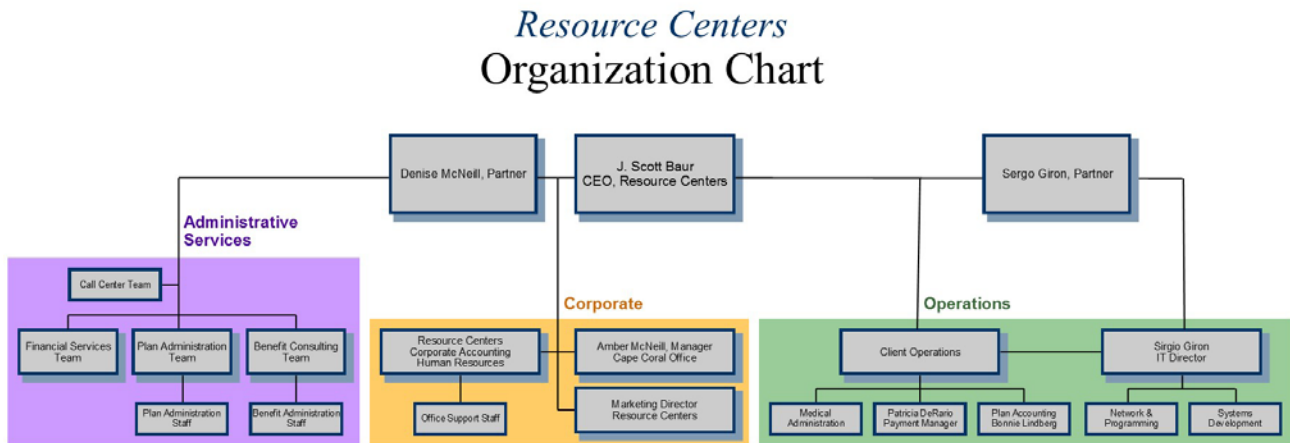 Resource Centers
Organization Chart
Denise McNeill, Partner
J. Scott Baur
CEO, Resource Centers
Sergo Giron, Partner
Administrative
Services
Call Center Team
Financial Services
Team
Plan Administration
Team
Benefit Consulting
Team
Plan Administration
Staff
Benefit Administration
Staff
Corporate
Resource Centers
Corporate Accounting
Human Resources
Amber McNeill, Manager
Cape Coral Office
Office Support Staff
Marketing Director
Resource Centers
Operations
Client Operations
Sirgio Giron
IT Director
Medical
Administration
Patricia DeRario
Payment Manager
Plan Accounting
Bonnie Lindberg
Network &
Programming
Systems
Development